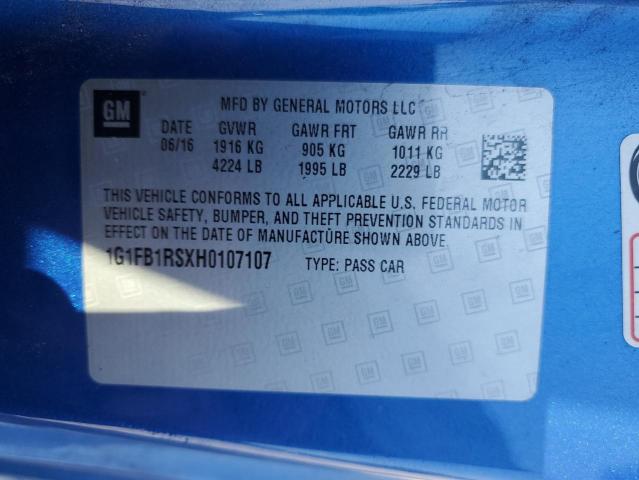 GM
MFD BY GENERAL MOTORS LLC
DATE GVWR GAWR FRT GAWR RR
06/16 1916 KG 905 KG 1011 KG
4224 LB 1995 LB 2229 LB
THIS VEHICLE CONFORMS TO ALL APPLICABLE U.S. FEDERAL MOTOR
VEHICLE SAFETY, BUMPER, AND THEFT PREVENTION STANDARDS IN
EFFECT ON THE DATE OF MANUFACTURE SHOWN ABOVE.
1G1FB1RSXH0107107 TYPE: PASS CAR